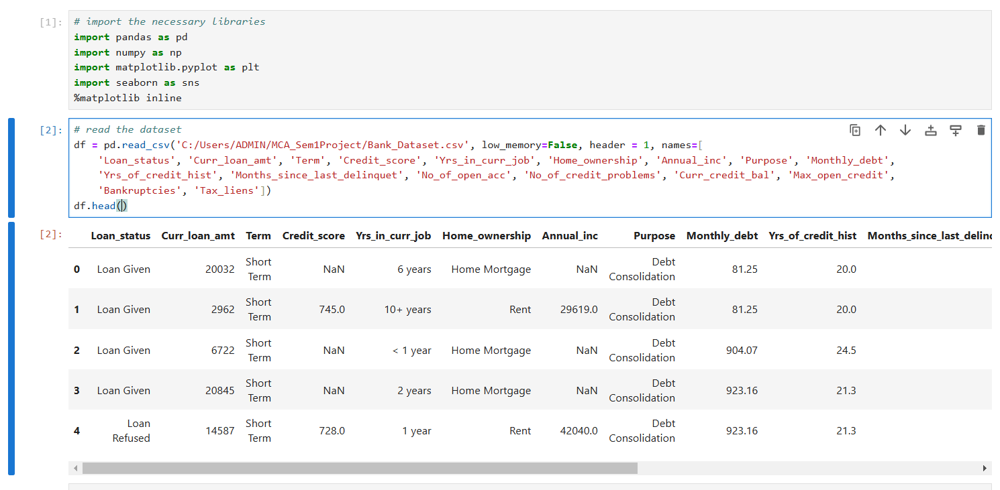 [1]:
# import the necessary libraries
import pandas as pd
import numpy as np
import matplotlib.pyplot as plt
import seaborn as sns
%matplotlib inline
[2]:
# read the dataset
df = pd.read_csv('C:/Users/ADMIN/MCA_Sem1Project/Bank_Dataset.csv', low_memory=False, header = 1, names=[
'Loan_status', 'Curr_loan_amt', 'Term', 'Credit_score', 'Yrs_in_curr_job', 'Home_ownership', 'Annual_inc', 'Purpose', 'Monthly_debt',
'Yrs_of_credit_hist', 'Months_since_last_delinquet', 'No_of_open_acc', 'No_of_credit_problems', 'Curr_credit_bal', 'Max_open_credit',
'Bankruptcies', 'Tax_liens'])
df.head()
[2]:
Loan_status Curr_loan_amt Term Credit_score Yrs_in_curr_job Home_ownership Annual_inc Purpose Monthly_debt Yrs_of_credit_hist Months_since_last_delinq
0 Loan Given 20032 Short Term NaN 6 years Home Mortgage NaN Debt Consolidation 81.25 20.0
1 Loan Given 2962 Short Term 745.0 10+ years Rent 29619.0 Debt Consolidation 81.25 20.0
2 Loan Given 6722 Short Term NaN < 1 year Home Mortgage NaN Debt Consolidation 904.07 24.5
3 Loan Given 20845 Short Term NaN 2 years Home Mortgage NaN Debt Consolidation 923.16 21.3
4 Loan Refused 14587 Short Term 728.0 1 year Rent 42040.0 Debt Consolidation 923.16 21.3